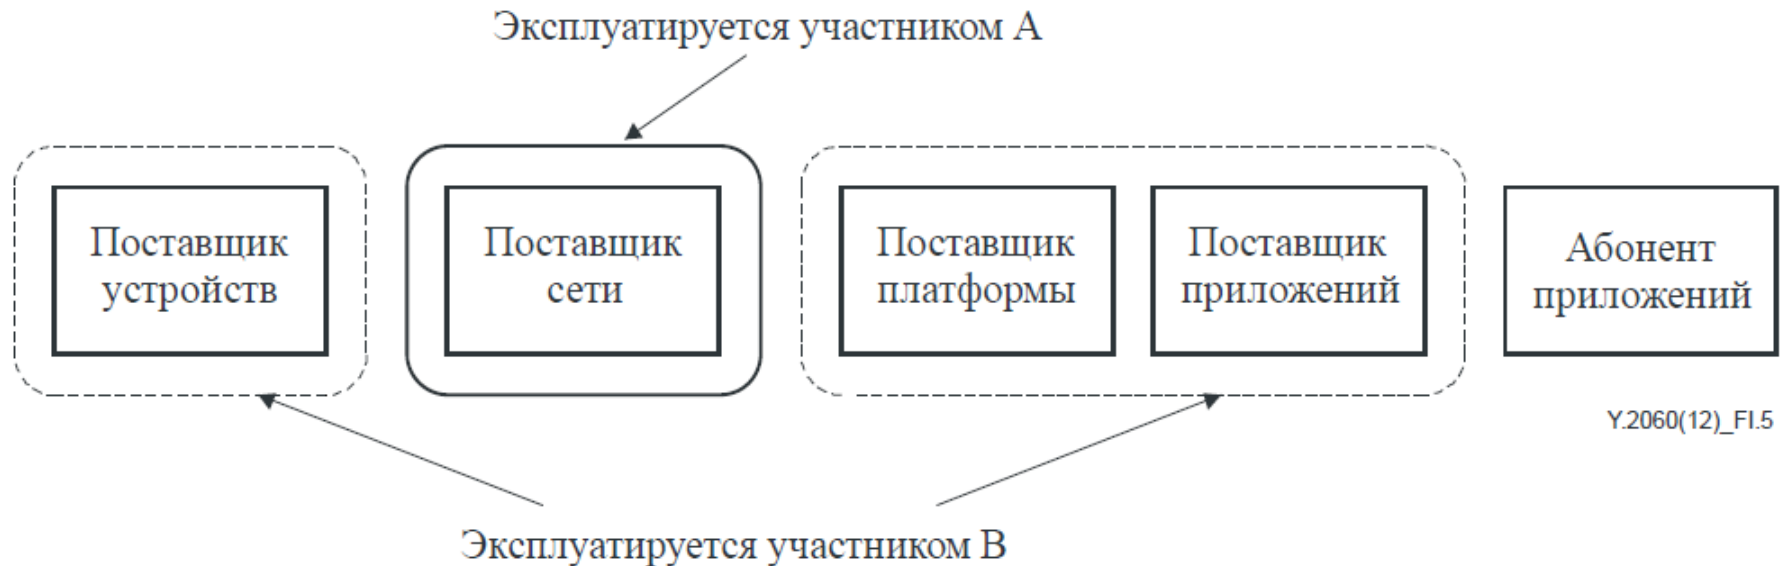 Эксплуатируется участником А
Поставщик
устройств
Поставщик
сети
Поставщик
платформы
Поставщик
приложений
Абонент
приложений
Y.2060(12)_FI.5
Эксплуатируется участником В